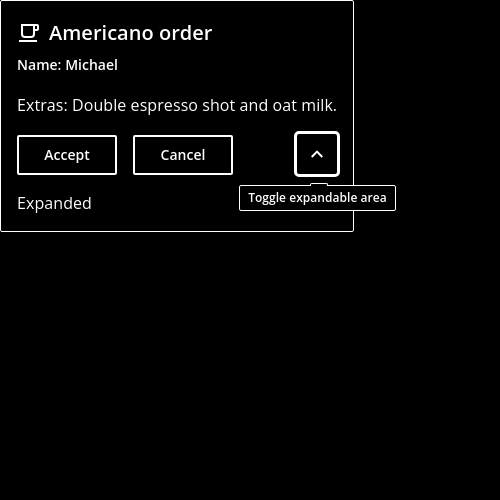 Americano order
Name: Michael
Extras: Double espresso shot and oat milk.
Accept
Cancel
Toggle expandable area
Expanded